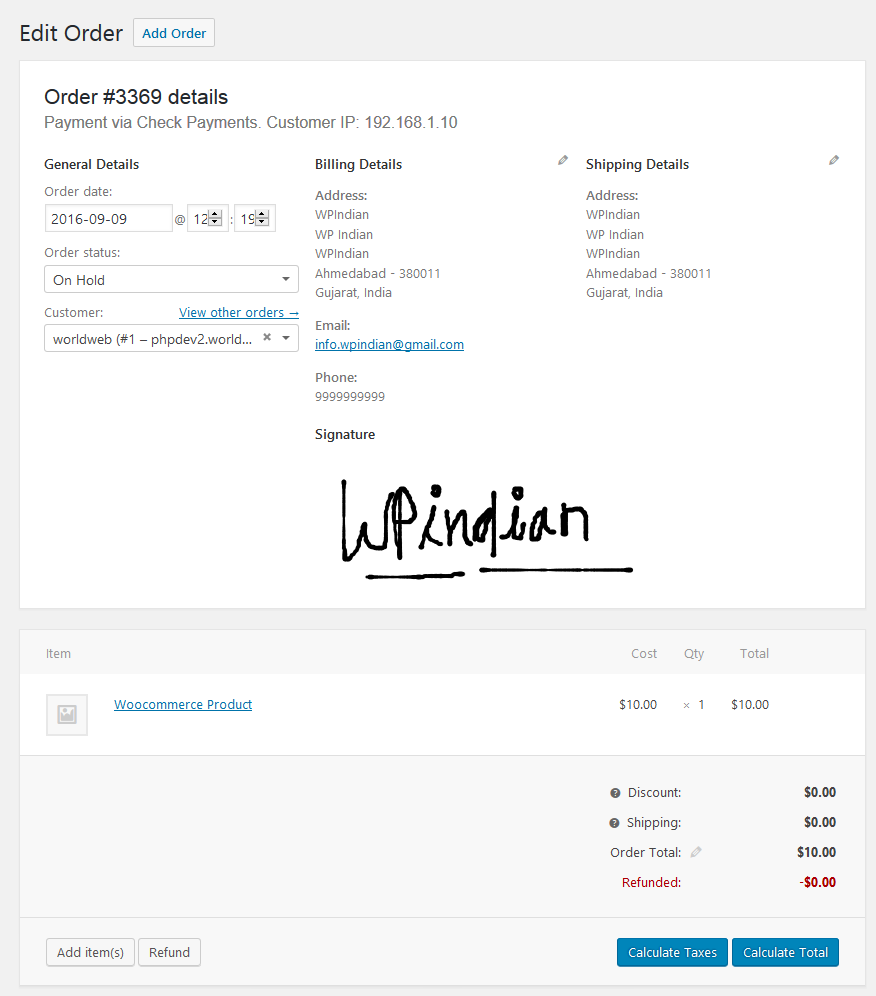 Edit Order Add Order
Order #3369 details
Payment via Check Payments. Customer IP: 192.168.1.10
General Details
Order date:
2016-09-09 @ 12 : 19
Order status:
On Hold
Customer: View other orders →
worldweb (#1 – phpdev2.world... ×
Billing Details
Address:
WPIndian
WP Indian
WPIndian
Ahmedabad - 380011
Gujarat, India
Email:
info.wpindian@gmail.com
Phone:
9999999999
Signature
WPindian
Shipping Details
Address:
WPIndian
WP Indian
WPIndian
Ahmedabad - 380011
Gujarat, India
Item Cost Qty Total
Woocommerce Product $10.00 × 1 $10.00
Discount: $0.00
Shipping: $0.00
Order Total: $10.00
Refunded: -$0.00
Add item(s) Refund Calculate Taxes Calculate Total